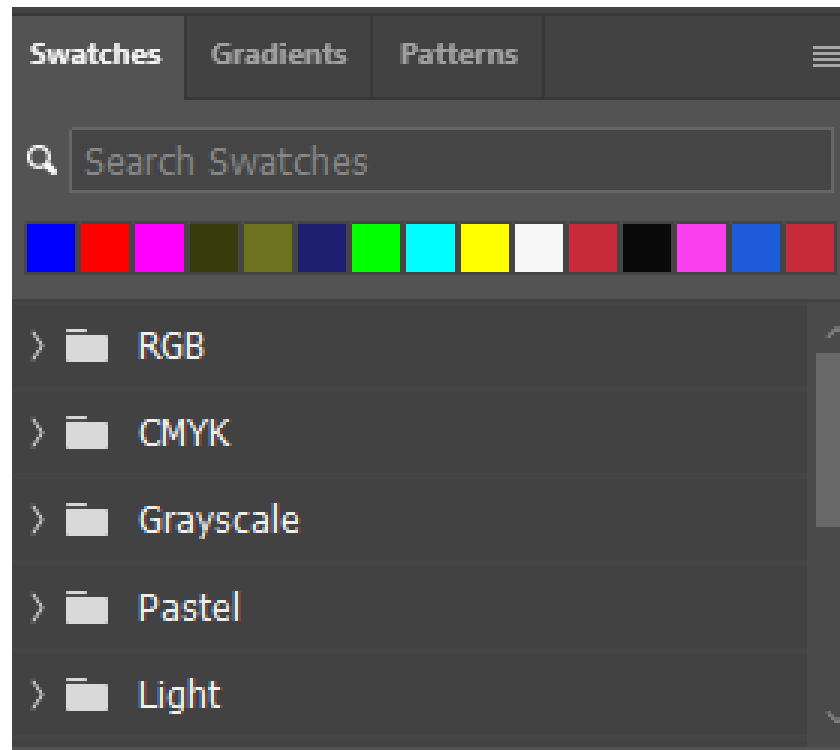 Swatches Gradients Patterns
Search Swatches
RGB
CMYK
Grayscale
Pastel
Light